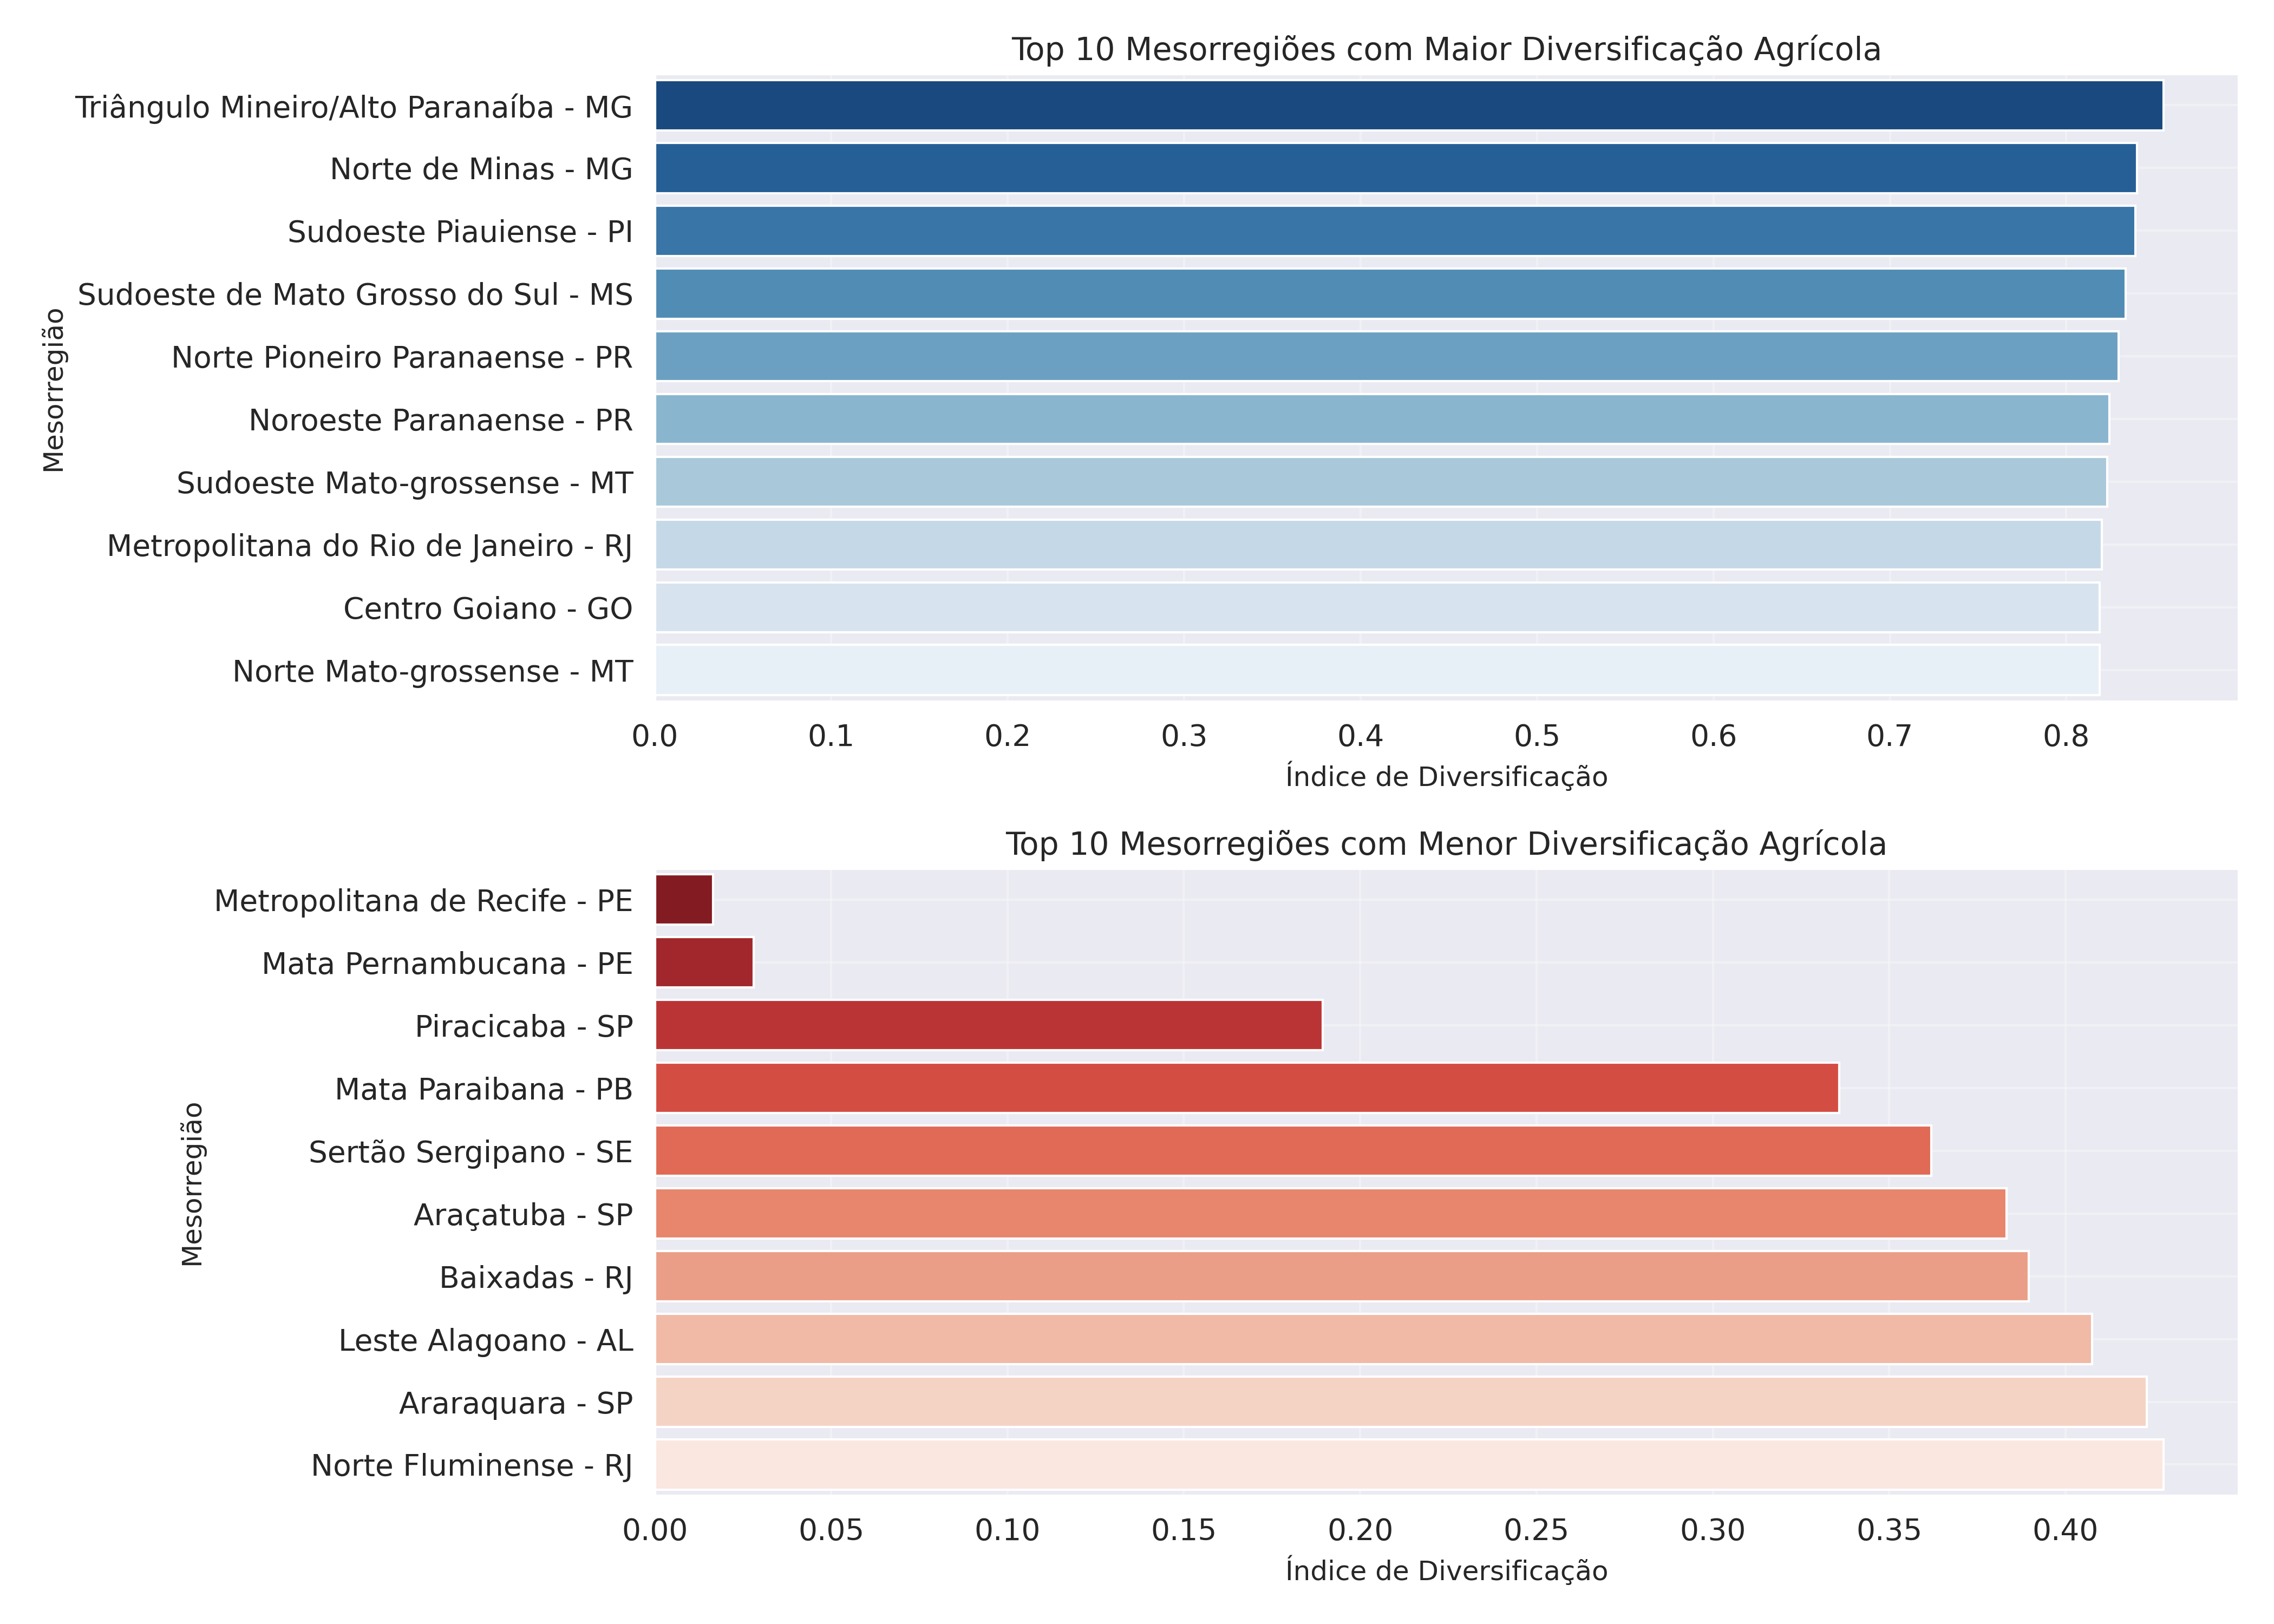 Top 10 Mesorregiões com Maior Diversificação Agrícola
Mesorregião
Triângulo Mineiro/Alto Paranaíba - MG
Norte de Minas - MG
Sudoeste Piauiense - PI
Sudoeste de Mato Grosso do Sul - MS
Norte Pioneiro Paranaense - PR
Noroeste Paranaense - PR
Sudoeste Mato-grossense - MT
Metropolitana do Rio de Janeiro - RJ
Centro Goiano - GO
Norte Mato-grossense - MT
0.0 0.1 0.2 0.3 0.4 0.5 0.6 0.7 0.8
Índice de Diversificação
Top 10 Mesorregiões com Menor Diversificação Agrícola
Mesorregião
Metropolitana de Recife - PE
Mata Pernambucana - PE
Piracicaba - SP
Mata Paraibana - PB
Sertão Sergipano - SE
Araçatuba - SP
Baixadas - RJ
Leste Alagoano - AL
Araraquara - SP
Norte Fluminense - RJ
0.00 0.05 0.10 0.15 0.20 0.25 0.30 0.35 0.40
Índice de Diversificação